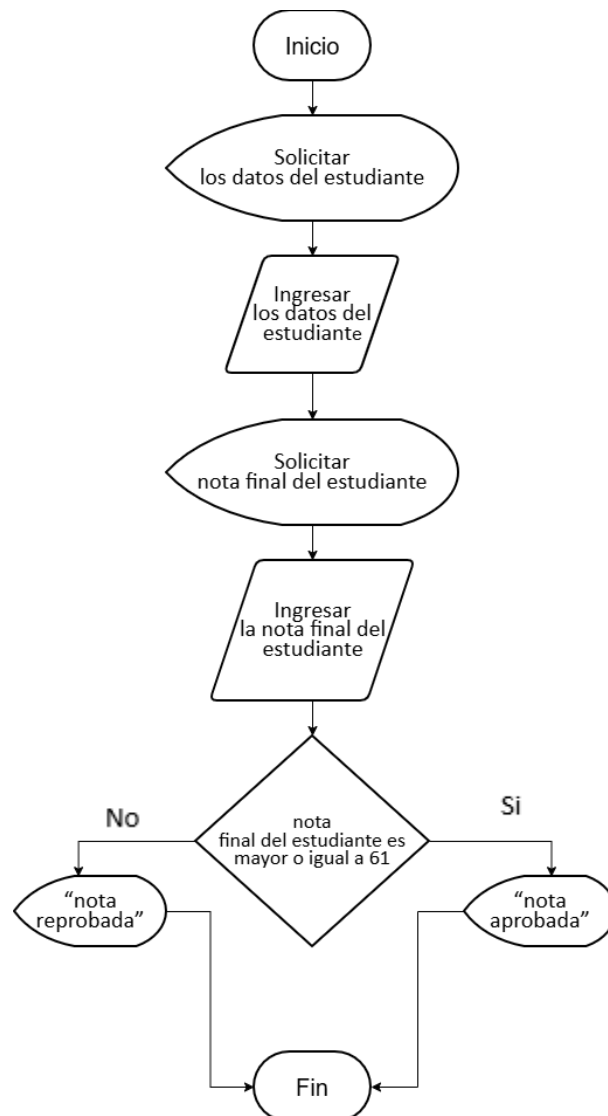 Inicio
Solicitar
los datos del estudiante
Ingresar
los datos del
estudiante
Solicitar
nota final del estudiante
Ingresar
la nota final del
estudiante
nota
final del estudiante es
mayor o igual a 61
No
Si
“nota
reprobada”
“nota
aprobada”
Fin